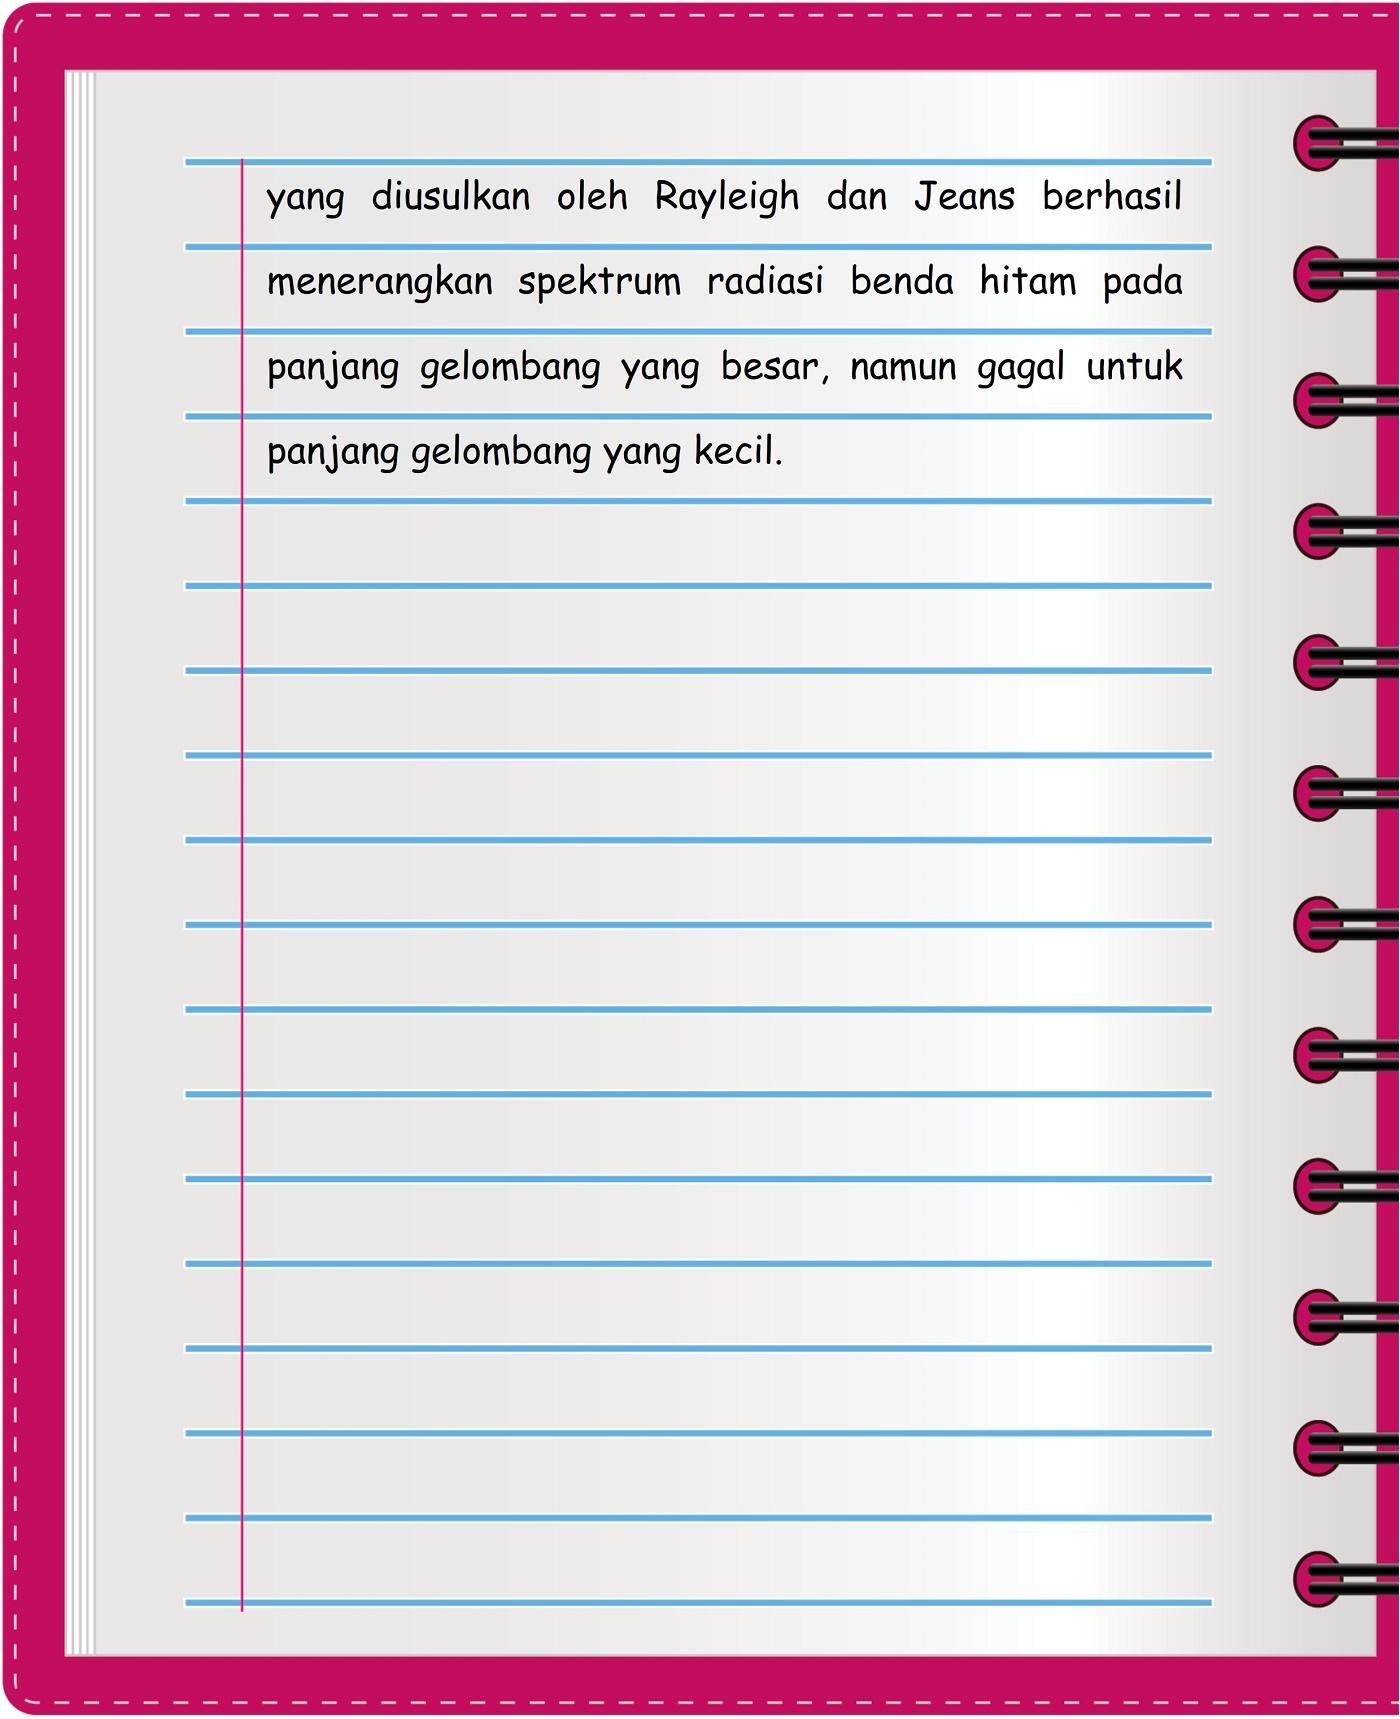 yang diusulkan oleh Rayleigh dan Jeans berhasil
menerangkan spektrum radiasi benda hitam pada
panjang gelombang yang besar, namun gagal untuk
panjang gelombang yang kecil.